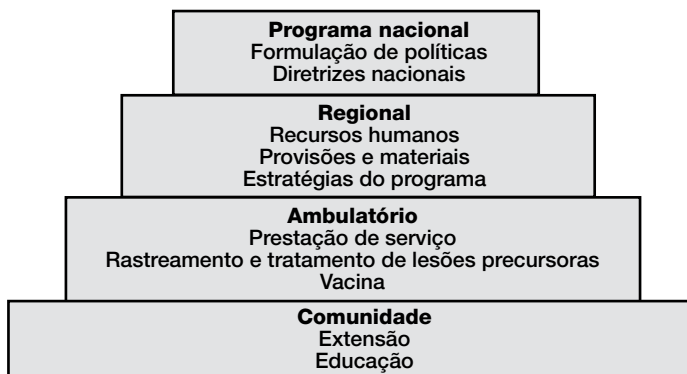 Programa nacional
Formulação de políticas
Diretrizes nacionais
Regional
Recursos humanos
Provisões e materiais
Estratégias do programa
Ambulatório
Prestação de serviço
Rastreamento e tratamento de lesões precursoras
Vacina
Comunidade
Extensão
Educação